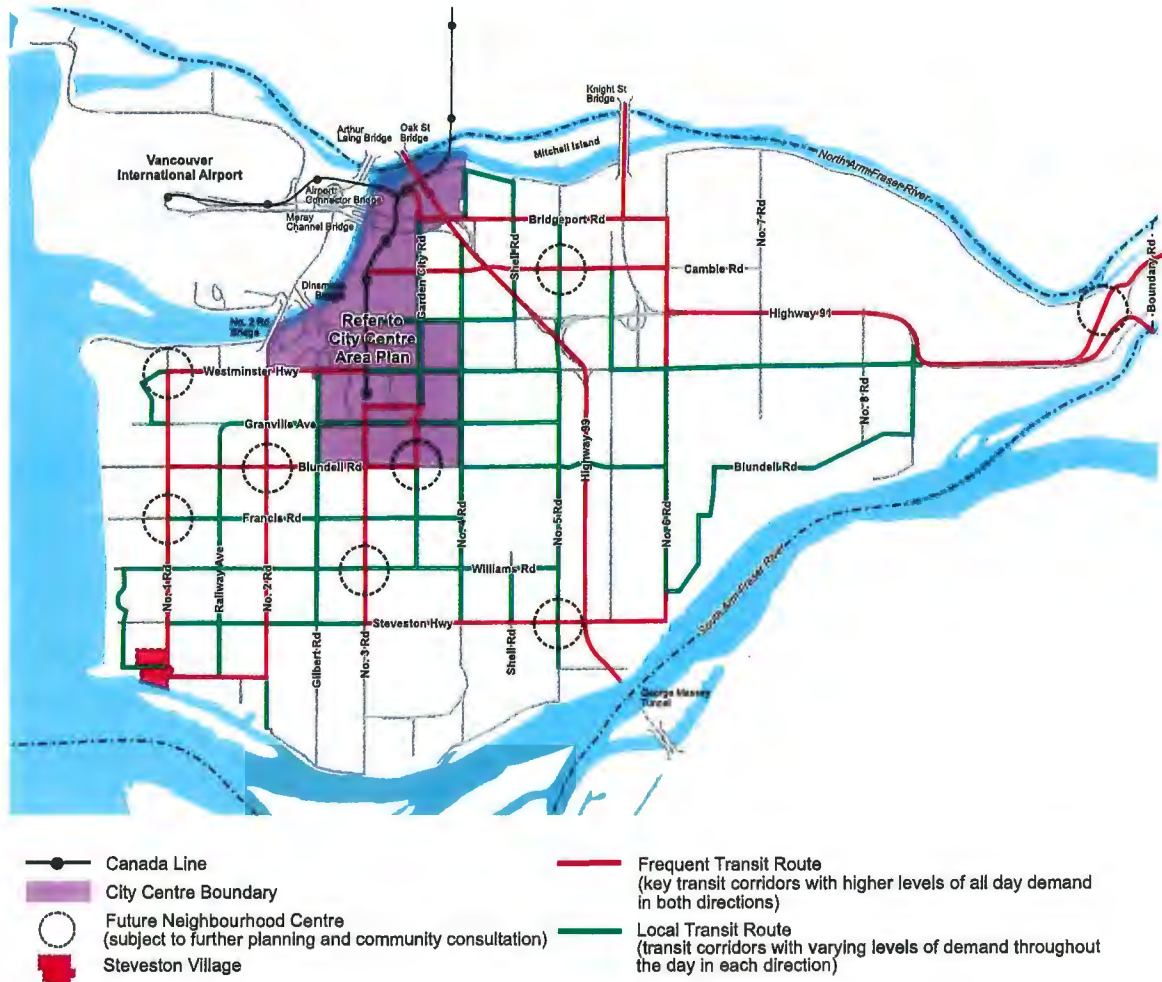 Knight St
Bridge
Arthur
Laing Bridge
Oak St
Bridge
Mitchell Island
Vancouver
International Airport
North Arm Fraser River
Airport
Connector Bridge
Moray
Channel Bridge
Bridgeport Rd
No. 7 Rd
Boundary Rd
Garden City Rd
Shell Rd
Cambie Rd
Dinsmore
Bridge
Highway 91
No. 2 Rd
Bridge
Refer to
City Centre
Area Plan
Westminster Hwy
No. 8 Rd
Granville Ave
Highway 99
Blundell Rd
Blundell Rd
Francis Rd
No. 4 Rd
No. 5 Rd
No. 6 Rd
Williams Rd
No. 1 Rd
Railway Ave
No. 2 Rd
South Arm Fraser River
Steveston Hwy
Gilbert Rd
No. 3 Rd
Shell Rd
George Massey
Tunnel
Canada Line
City Centre Boundary
Future Neighbourhood Centre
(subject to further planning and community consultation)
Steveston Village
Frequent Transit Route
(key transit corridors with higher levels of all day demand
in both directions)
Local Transit Route
(transit corridors with varying levels of demand throughout
the day in each direction)